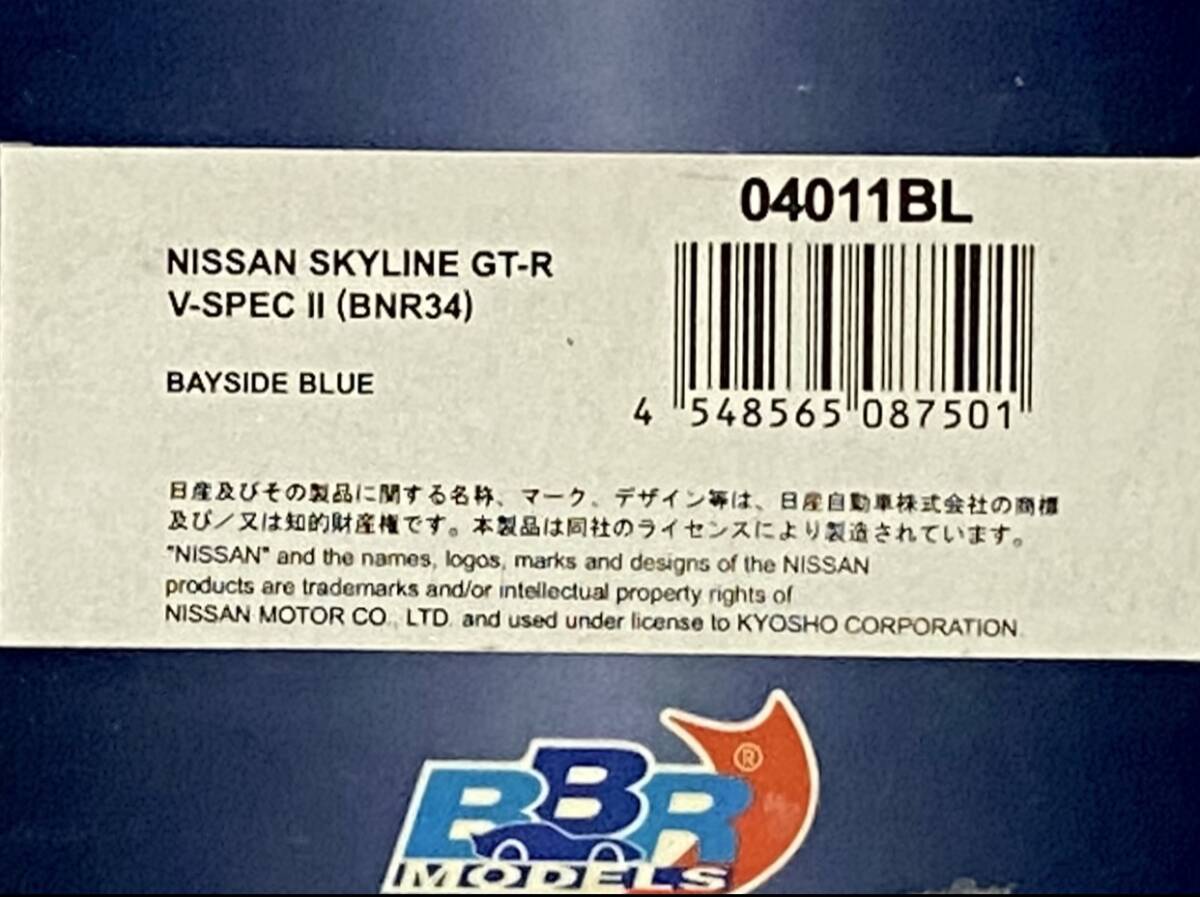 04011BL
NISSAN SKYLINE GT-R
V-SPEC II (BNR34)
BAYSIDE BLUE
4 548565 087501
日産及びその製品に関する名称、マーク、デザイン等は、日産自動車株式会社の商標
及び／又は知的財産権です。本製品は同社のライセンスにより製造されています。
"NISSAN" and the names, logos, marks and designs of the NISSAN
products are trademarks and/or intellectual property rights of
NISSAN MOTOR CO., LTD. and used under license to KYOSHO CORPORATION.
BBR
®
MODELS